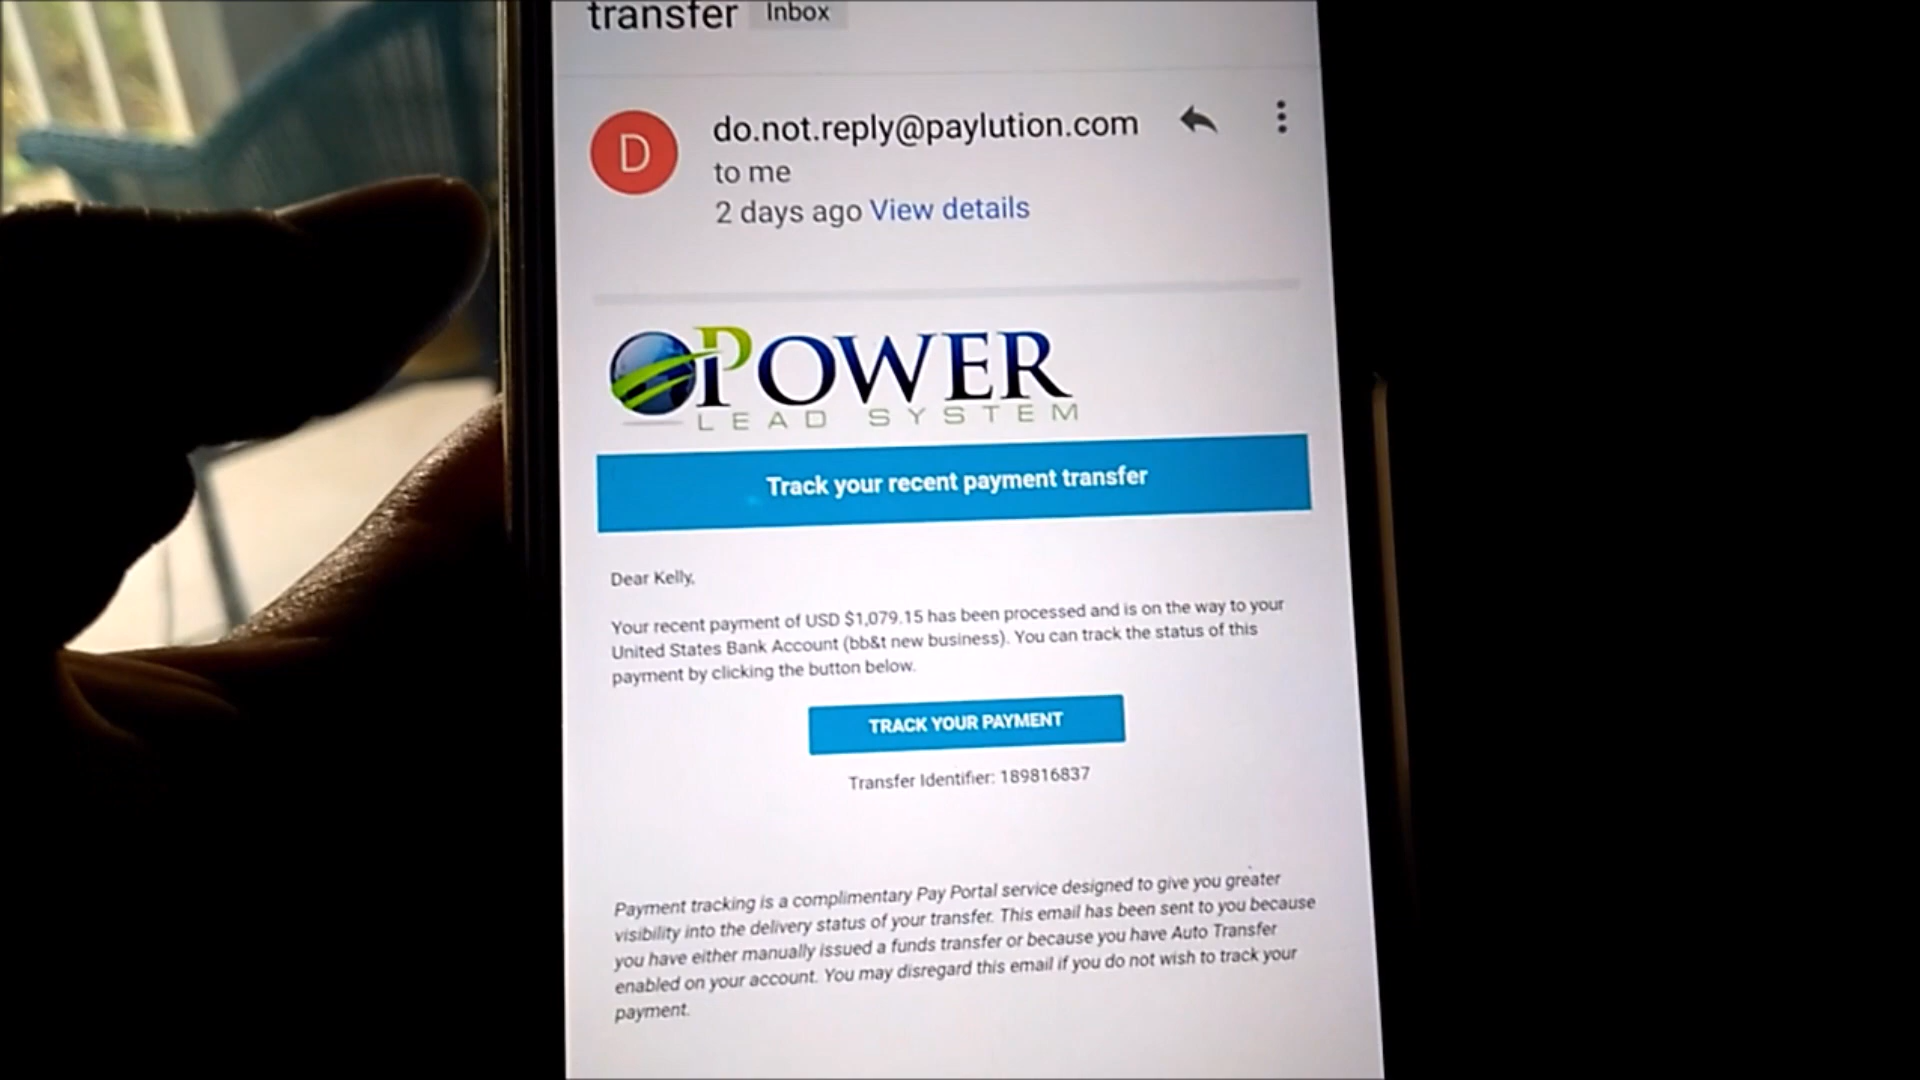 transfer Inbox
D
do.not.reply@paylution.com
to me
2 days ago View details
POWER
LEAD SYSTEM
Track your recent payment transfer
Dear Kelly,
Your recent payment of USD $1,079.15 has been processed and is on the way to your
United States Bank Account (bb&t new business). You can track the status of this
payment by clicking the button below.
TRACK YOUR PAYMENT
Transfer Identifier: 189816837
Payment tracking is a complimentary Pay Portal service designed to give you greater
visibility into the delivery status of your transfer. This email has been sent to you because
you have either manually issued a funds transfer or because you have Auto Transfer
enabled on your account. You may disregard this email if you do not wish to track your
payment.